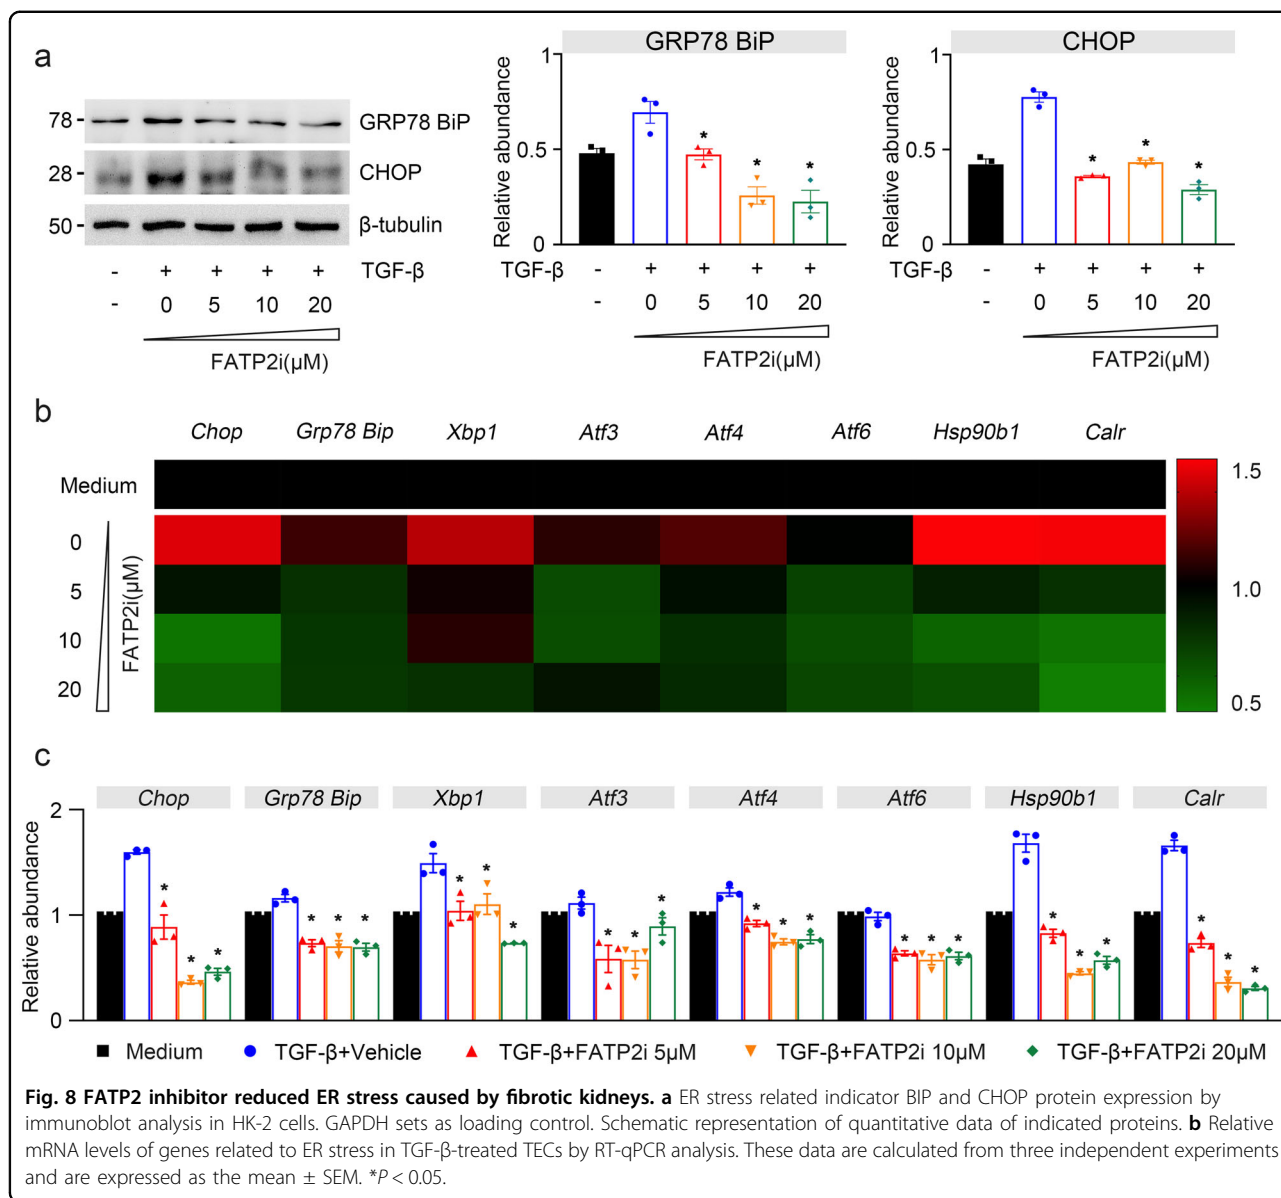 a
78
GRP78 BiP
28
CHOP
50
β-tubulin
- + + + + TGF-β
- 0 5 10 20
FATP2i(μM)
GRP78 BiP
Relative abundance
1
0.5
0
*
*
*
TGF-β - + + + +
- 0 5 10 20
FATP2i(μM)
CHOP
Relative abundance
1
0.5
0
*
*
*
TGF-β - + + + +
- 0 5 10 20
FATP2i(μM)
b
Chop Grp78 Bip Xbp1 Atf3 Atf4 Atf6 Hsp90b1 Calr
Medium
0
5
10
20
FATP2i(μM)
1.5
1.0
0.5
c
Chop Grp78 Bip Xbp1 Atf3 Atf4 Atf6 Hsp90b1 Calr
Relative abundance
2
1
0
* * *
* * *
* * *
* * *
* * *
* * *
* * *
* * *
Medium TGF-β+Vehicle TGF-β+FATP2i 5μM TGF-β+FATP2i 10μM TGF-β+FATP2i 20μM
Fig. 8 FATP2 inhibitor reduced ER stress caused by fibrotic kidneys. a ER stress related indicator BIP and CHOP protein expression by
immunoblot analysis in HK-2 cells. GAPDH sets as loading control. Schematic representation of quantitative data of indicated proteins. b Relative
mRNA levels of genes related to ER stress in TGF-β-treated TECs by RT-qPCR analysis. These data are calculated from three independent experiments
and are expressed as the mean ± SEM. *P < 0.05.